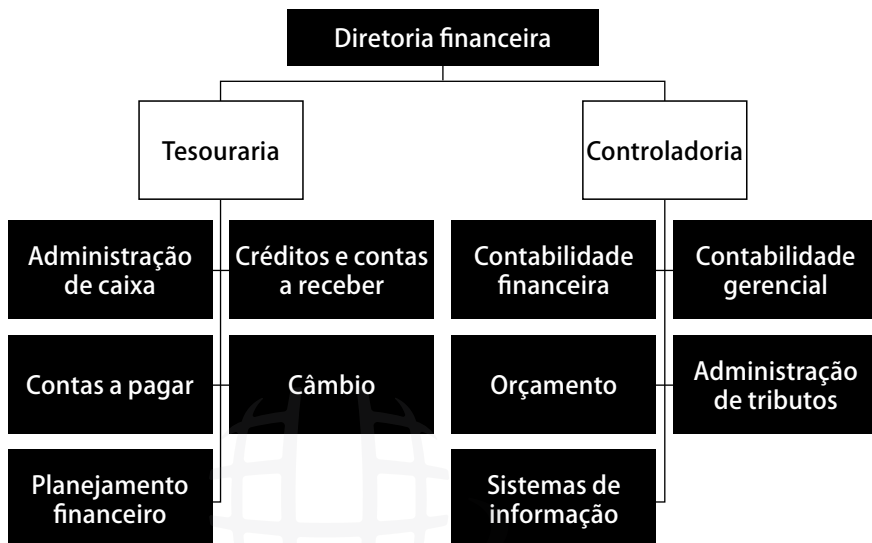 Diretoria financeira
Tesouraria
Controladoria
Administração
de caixa
Créditos e contas
a receber
Contabilidade
financeira
Contabilidade
gerencial
Contas a pagar
Câmbio
Orçamento
Administração
de tributos
Planejamento
financeiro
Sistemas de
informação